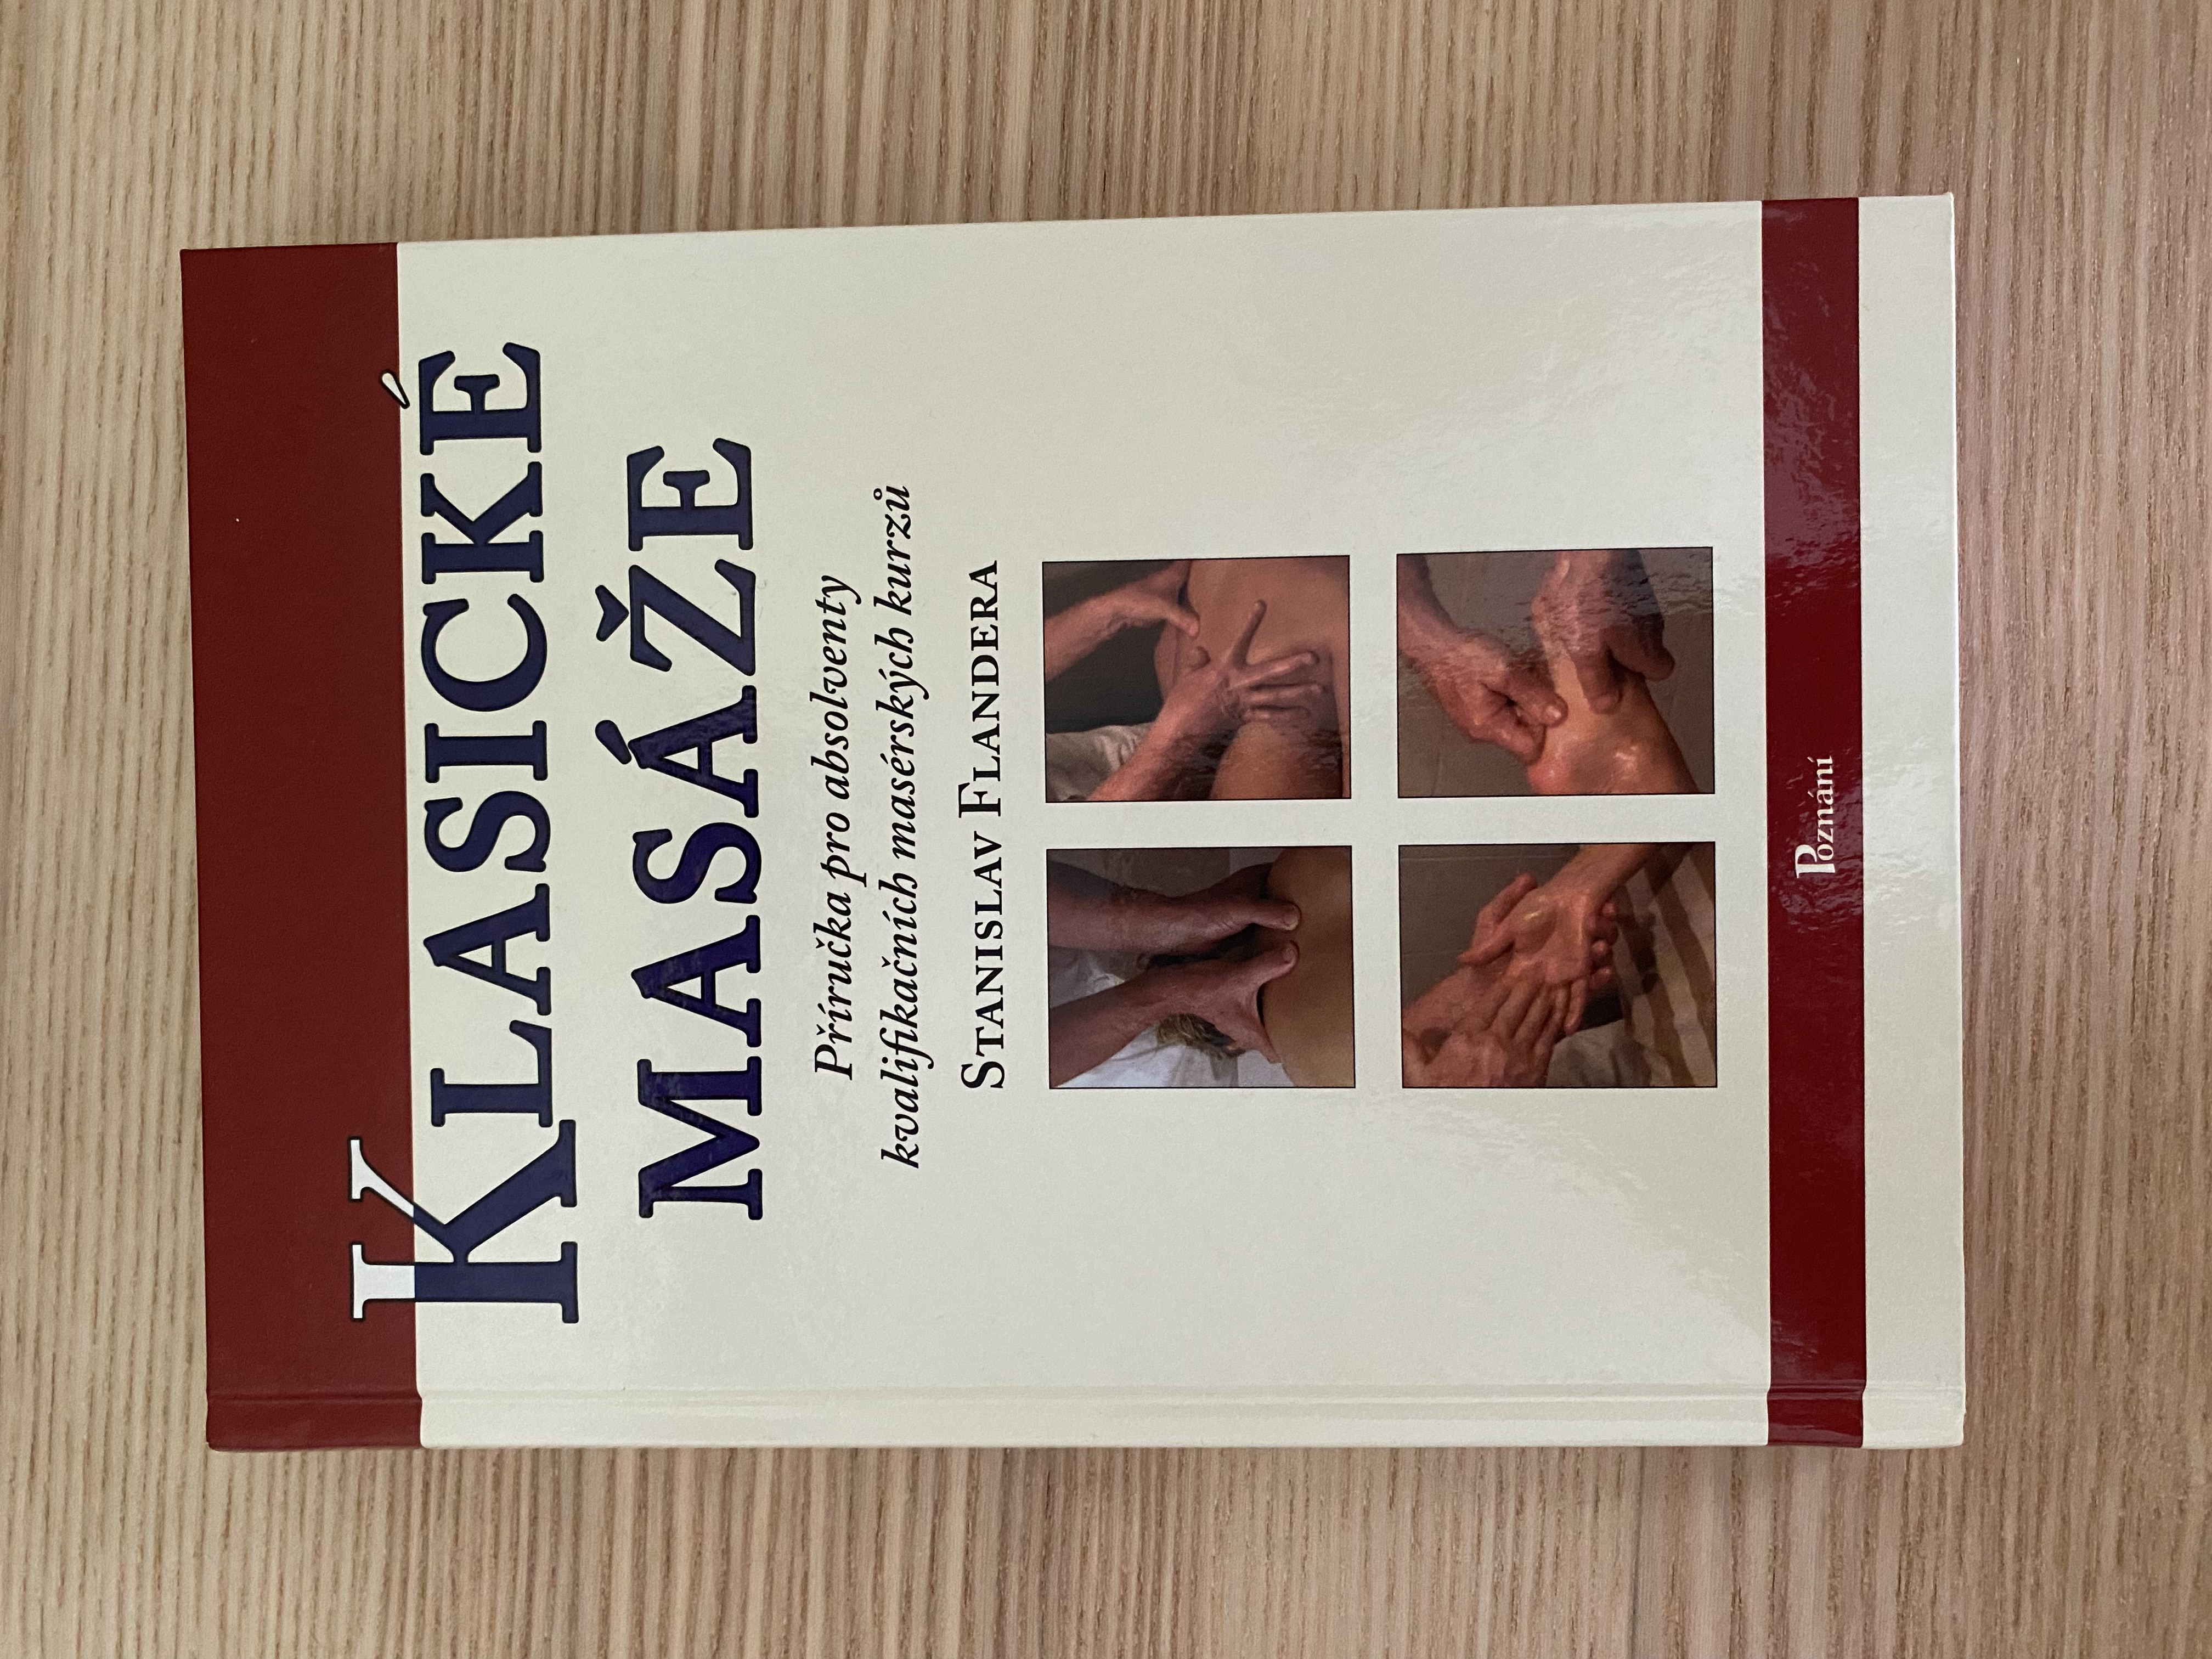 KLASICKÉ
MASÁŽE
Příručka pro absolventy
kvalifikačních masérských kurzů
STANISLAV FLANDERA
Poznání